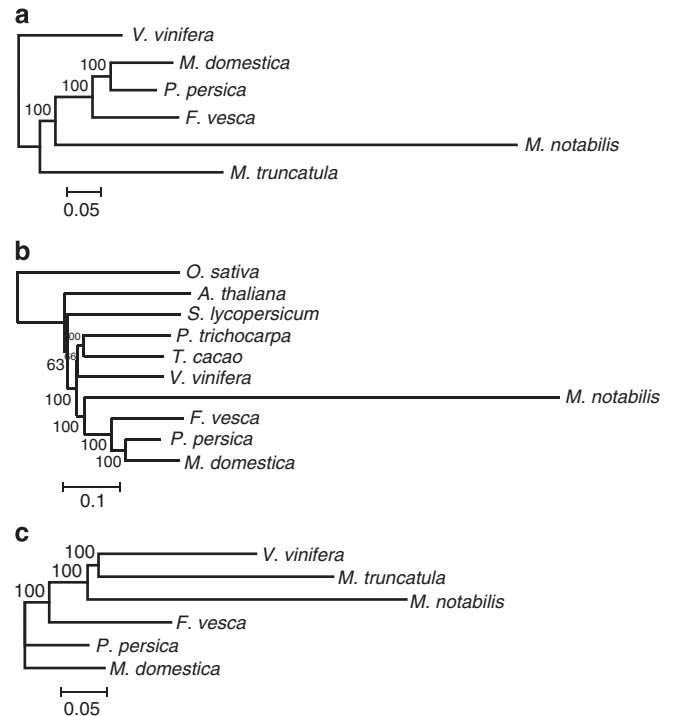 a
V. vinifera
100
M. domestica
100
P. persica
100
F. vesca
M. notabilis
M. truncatula
0.05
b
O. sativa
A. thaliana
S. lycopersicum
P. trichocarpa
T. cacao
63
V. vinifera
100
M. notabilis
100
F. vesca
100
P. persica
100
M. domestica
0.1
c
100
V. vinifera
100
M. truncatula
100
M. notabilis
F. vesca
P. persica
M. domestica
0.05